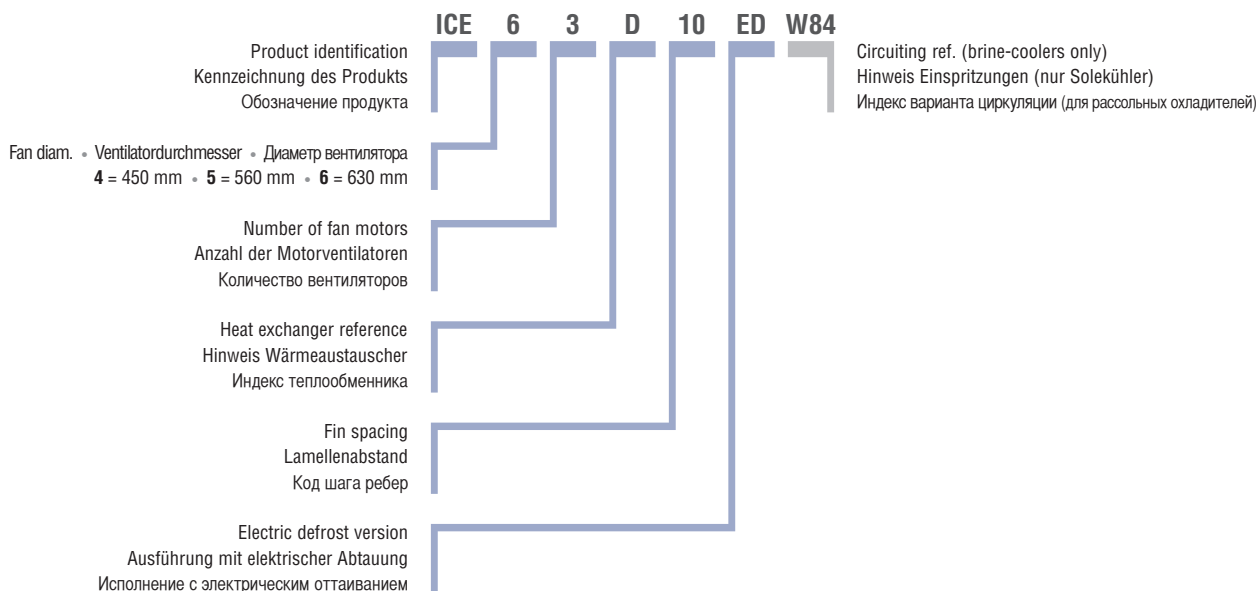 ICE 6 3 D 10 ED W84
Product identification
Kennzeichnung des Produkts
Обозначение продукта
Circuiting ref. (brine-coolers only)
Hinweis Einspritzungen (nur Solekühler)
Индекс варианта циркуляции (для рассольных охладителей)
Fan diam. • Ventilatordurchmesser • Диаметр вентилятора
4 = 450 mm • 5 = 560 mm • 6 = 630 mm
Number of fan motors
Anzahl der Motorventilatoren
Количество вентиляторов
Heat exchanger reference
Hinweis Wärmeaustauscher
Индекс теплообменника
Fin spacing
Lamellenabstand
Код шага ребер
Electric defrost version
Ausführung mit elektrischer Abtauung
Исполнение с электрическим оттаиванием